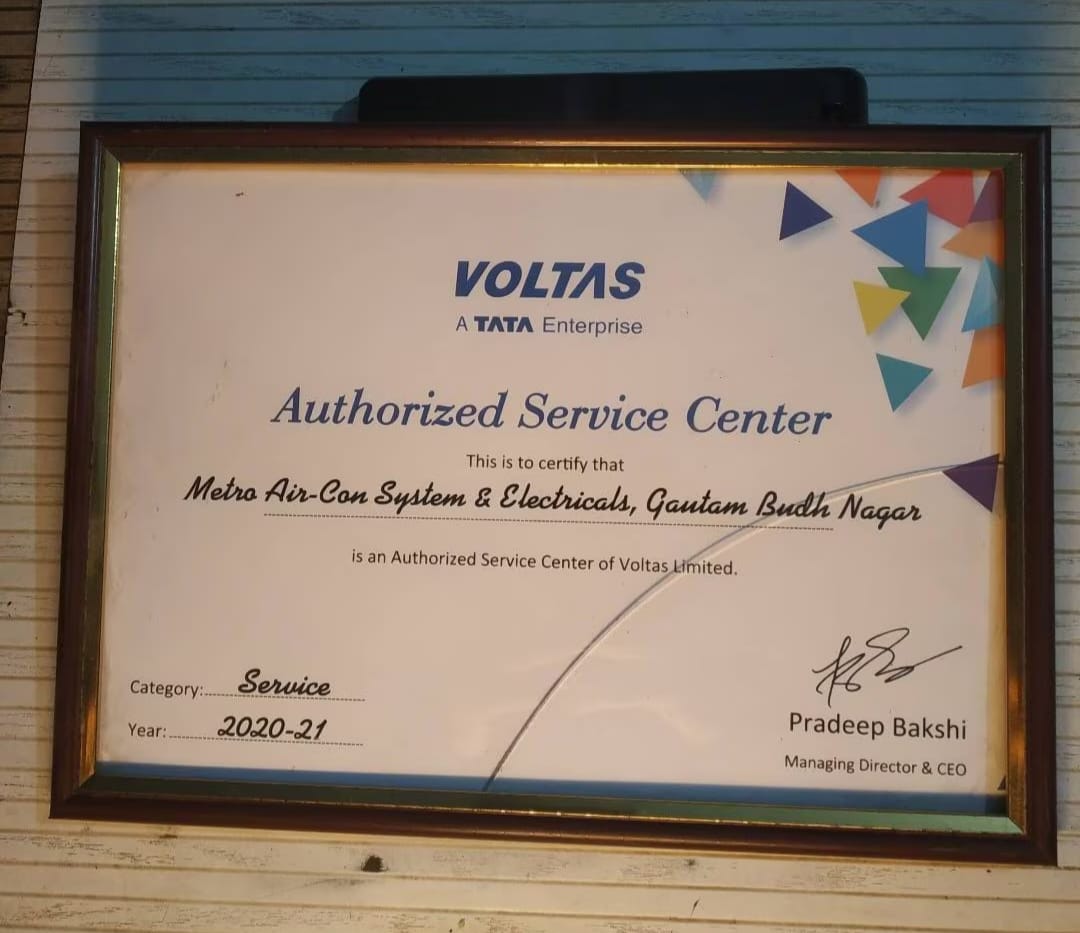 VOLTAS
A TATA Enterprise
Authorized Service Center
This is to certify that
Metro Air-Con System & Electricals, Gautam Budh Nagar
is an Authorized Service Center of Voltas Limited.
Category: Service
Year: 2020-21
Pradeep Bakshi
Managing Director & CEO